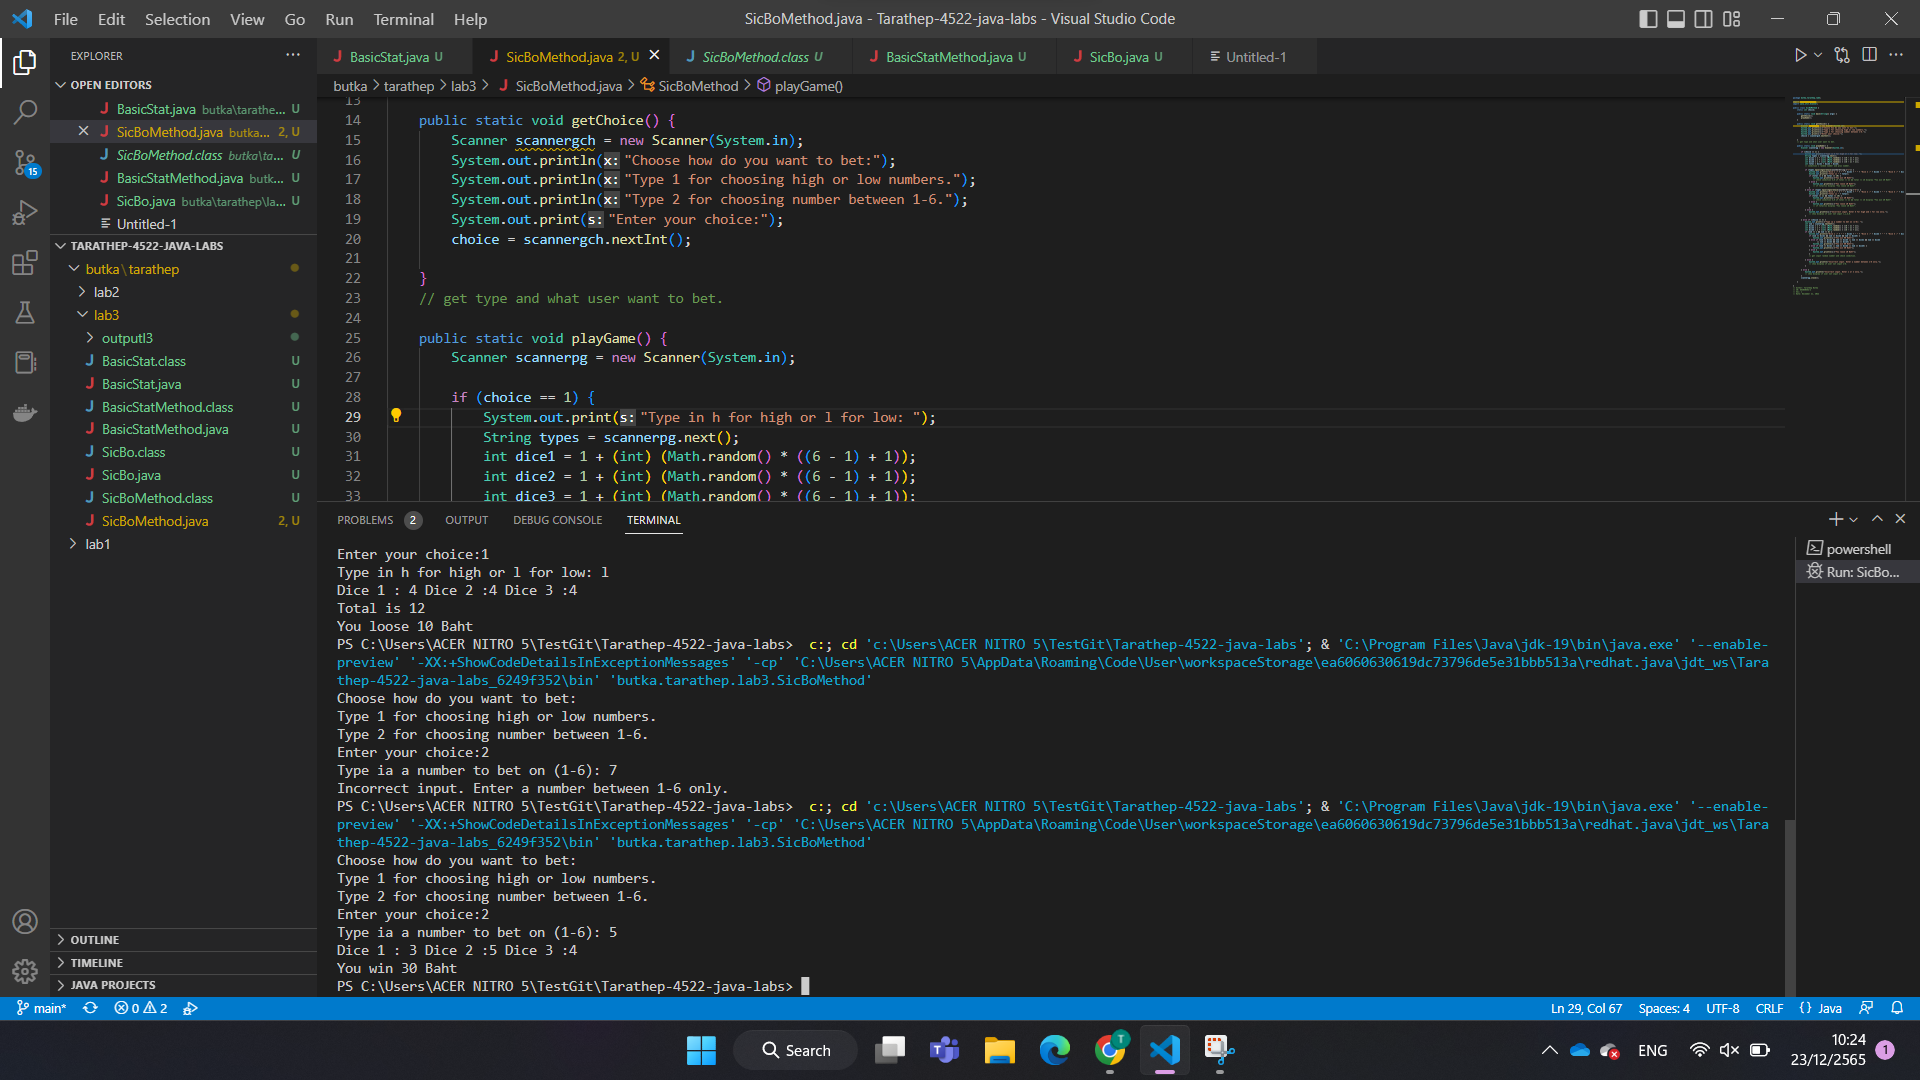 File Edit Selection View Go Run Terminal Help
SicBoMethod.java - Tarathep-4522-java-labs - Visual Studio Code
EXPLORER
OPEN EDITORS
BasicStat.java butka\tarathe... U
SicBoMethod.java butka... 2, U
SicBoMethod.class butka\ta... U
BasicStatMethod.java butk... U
SicBo.java butka\tarathep\la... U
Untitled-1
15
TARATHEP-4522-JAVA-LABS
butka\tarathep
lab2
lab3
outputl3
BasicStat.class U
BasicStat.java U
BasicStatMethod.class U
BasicStatMethod.java U
SicBo.class U
SicBo.java U
SicBoMethod.class U
SicBoMethod.java 2, U
lab1
OUTLINE
TIMELINE
JAVA PROJECTS
BasicStat.java U SicBoMethod.java 2, U SicBoMethod.class U BasicStatMethod.java U SicBo.java U Untitled-1
butka > tarathep > lab3 > SicBoMethod.java > SicBoMethod > playGame()
13
14 public static void getChoice() {
15 Scanner scannergch = new Scanner(System.in);
16 System.out.println(x: "Choose how do you want to bet:");
17 System.out.println(x: "Type 1 for choosing high or low numbers.");
18 System.out.println(x: "Type 2 for choosing number between 1-6.");
19 System.out.print(s: "Enter your choice:");
20 choice = scannergch.nextInt();
21
22 }
23 // get type and what user want to bet.
24
25 public static void playGame() {
26 Scanner scannerpg = new Scanner(System.in);
27
28 if (choice == 1) {
29 System.out.print(s: "Type in h for high or l for low: ");
30 String types = scannerpg.next();
31 int dice1 = 1 + (int) (Math.random() * ((6 - 1) + 1));
32 int dice2 = 1 + (int) (Math.random() * ((6 - 1) + 1));
33 int dice3 = 1 + (int) (Math.random() * ((6 - 1) + 1));
PROBLEMS 2 OUTPUT DEBUG CONSOLE TERMINAL
powershell
Run: SicBo...
Enter your choice:1
Type in h for high or l for low: l
Dice 1 : 4 Dice 2 :4 Dice 3 :4
Total is 12
You loose 10 Baht
PS C:\Users\ACER NITRO 5\TestGit\Tarathep-4522-java-labs>  c:; cd 'c:\Users\ACER NITRO 5\TestGit\Tarathep-4522-java-labs'; & 'C:\Program Files\Java\jdk-19\bin\java.exe' '--enable-
preview' '-XX:+ShowCodeDetailsInExceptionMessages' '-cp' 'C:\Users\ACER NITRO 5\AppData\Roaming\Code\User\workspaceStorage\ea6060630619dc73796de5e31bbb513a\redhat.java\jdt_ws\Tara
thep-4522-java-labs_6249f352\bin' 'butka.tarathep.lab3.SicBoMethod'
Choose how do you want to bet:
Type 1 for choosing high or low numbers.
Type 2 for choosing number between 1-6.
Enter your choice:2
Type ia a number to bet on (1-6): 7
Incorrect input. Enter a number between 1-6 only.
PS C:\Users\ACER NITRO 5\TestGit\Tarathep-4522-java-labs>  c:; cd 'c:\Users\ACER NITRO 5\TestGit\Tarathep-4522-java-labs'; & 'C:\Program Files\Java\jdk-19\bin\java.exe' '--enable-
preview' '-XX:+ShowCodeDetailsInExceptionMessages' '-cp' 'C:\Users\ACER NITRO 5\AppData\Roaming\Code\User\workspaceStorage\ea6060630619dc73796de5e31bbb513a\redhat.java\jdt_ws\Tara
thep-4522-java-labs_6249f352\bin' 'butka.tarathep.lab3.SicBoMethod'
Choose how do you want to bet:
Type 1 for choosing high or low numbers.
Type 2 for choosing number between 1-6.
Enter your choice:2
Type ia a number to bet on (1-6): 5
Dice 1 : 3 Dice 2 :5 Dice 3 :4
You win 30 Baht
PS C:\Users\ACER NITRO 5\TestGit\Tarathep-4522-java-labs>
main* 0 2
Ln 29, Col 67 Spaces: 4 UTF-8 CRLF {} Java
Search
ENG
10:24
23/12/2565
1